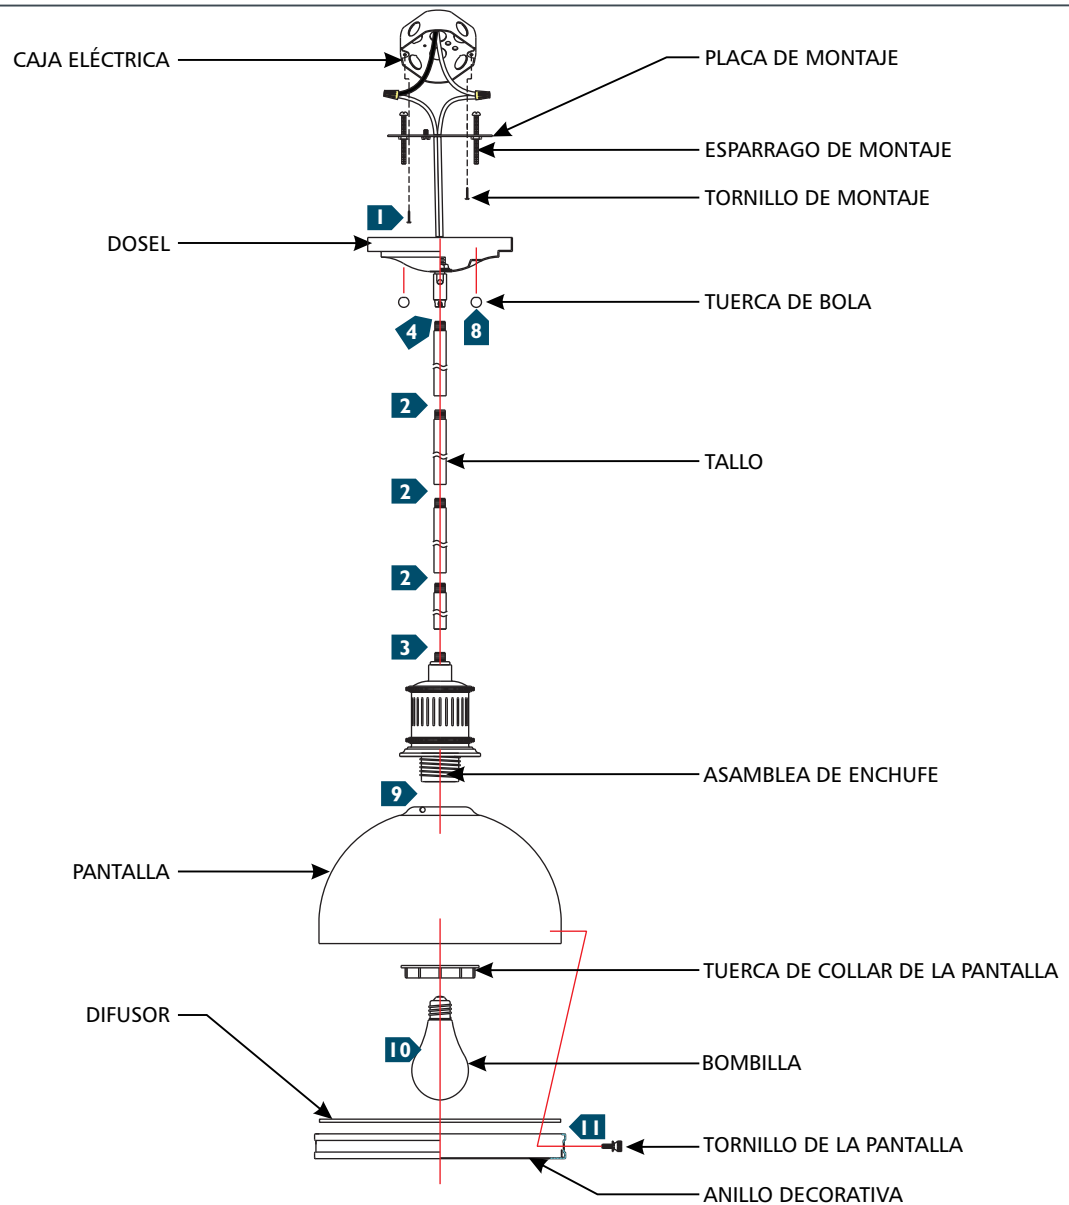 CAJA ELÉCTRICA
PLACA DE MONTAJE
ESPARRAGO DE MONTAJE
TORNILLO DE MONTAJE
1
DOSEL
TUERCA DE BOLA
4
8
2
TALLO
2
2
3
ASAMBLEA DE ENCHUFE
9
PANTALLA
TUERCA DE COLLAR DE LA PANTALLA
DIFUSOR
10
BOMBILLA
11
TORNILLO DE LA PANTALLA
ANILLO DECORATIVA